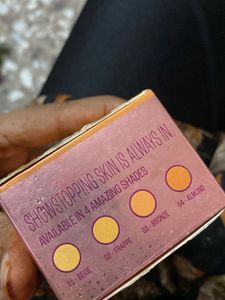 SHOWSTOPPING SKIN IS ALWAYS IN.
AVAILABLE IN 4 AMAZING SHADES
01 - BEIGE
02 - FRAPPE
03 - BRONZE
04 - ALMOND